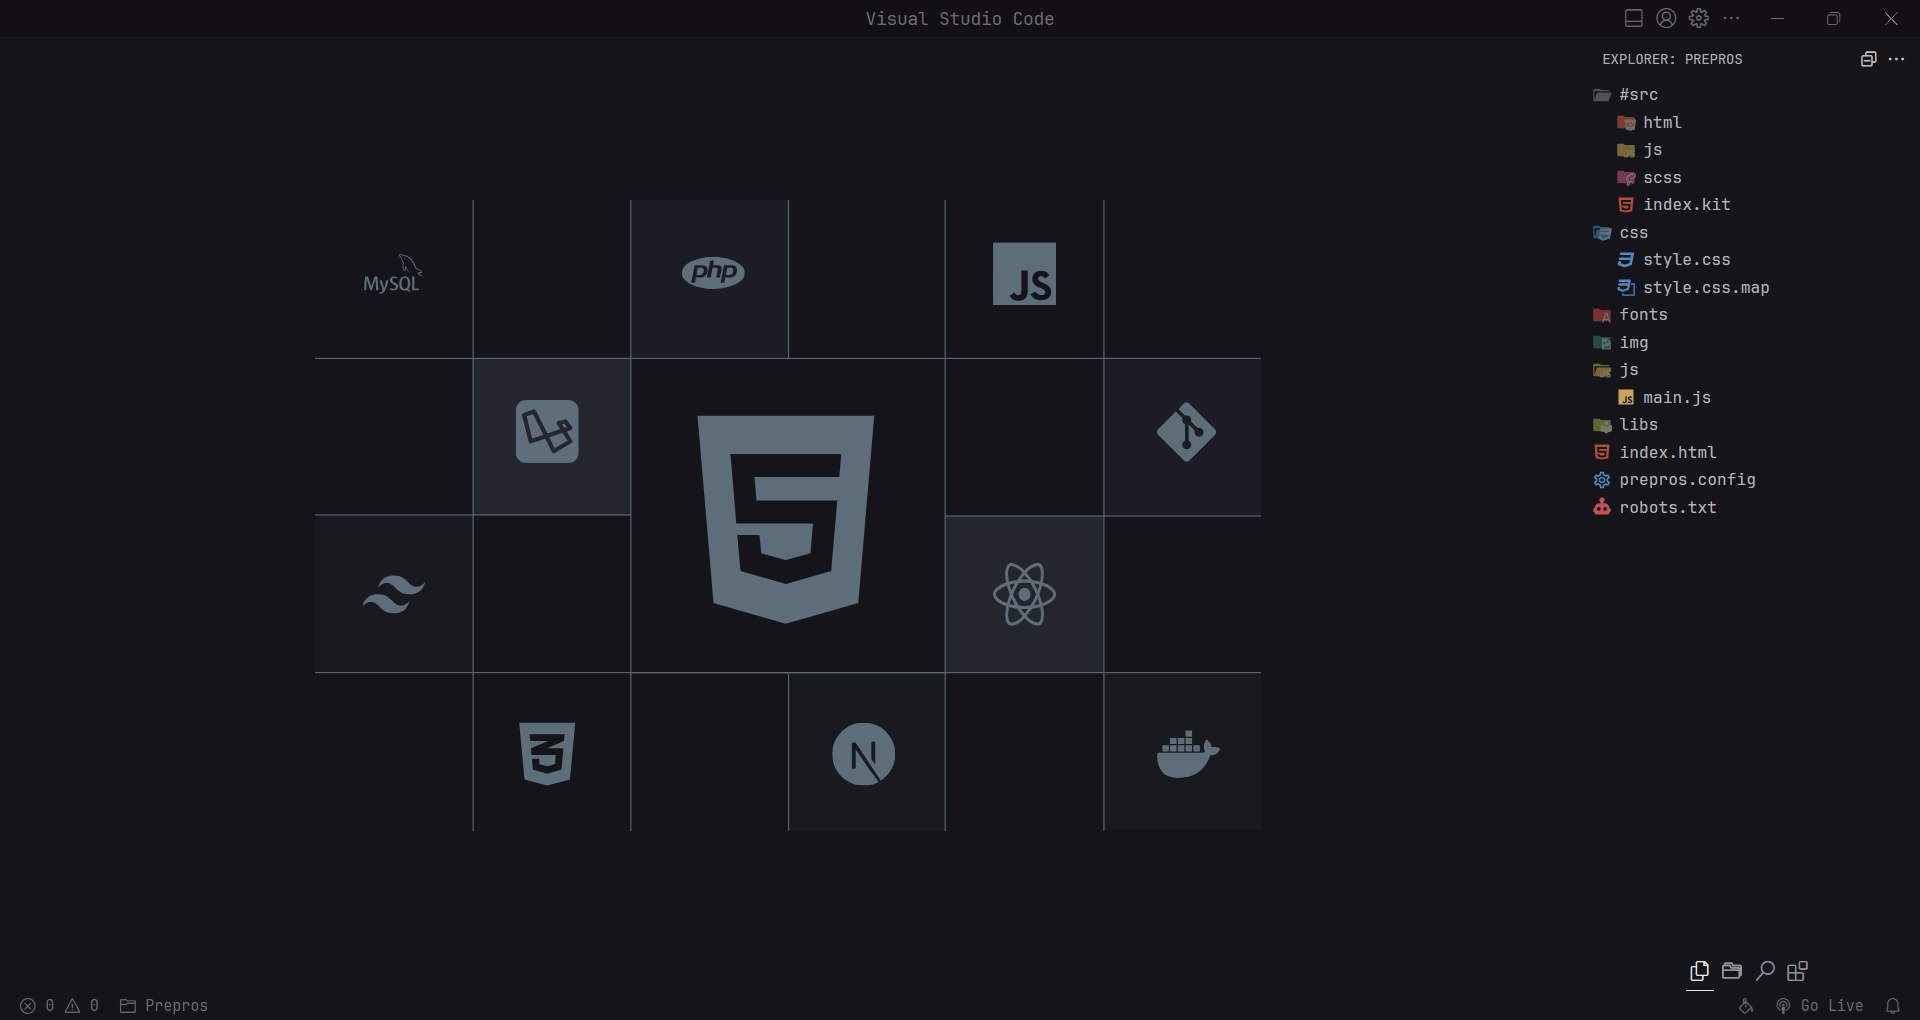 Visual Studio Code
EXPLORER: PREPROS
#src
html
js
scss
index.kit
css
style.css
style.css.map
fonts
img
js
main.js
libs
index.html
prepros.config
robots.txt
MySQL
php
JS
5
3
N
0 0 Prepros
Go Live